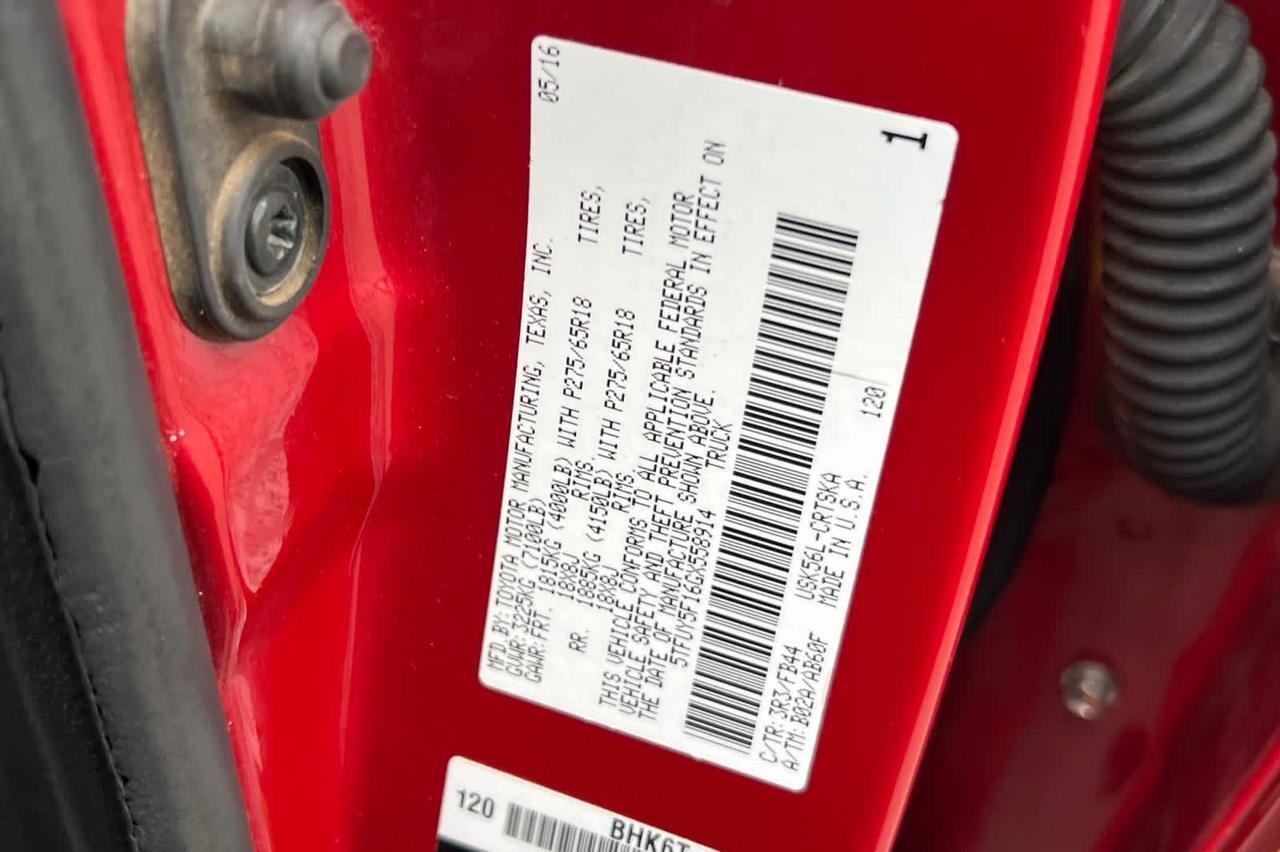 05/16
MFD.BY: TOYOTA MOTOR MANUFACTURING, TEXAS, INC.
GVWR:3225KG (7100LB)
GAWR:FRT. 1815KG (4000LB) WITH P275/65R18 TIRES,
18X8J RIMS
RR. 1885KG (4150LB) WITH P275/65R18 TIRES,
18X8J RIMS
THIS VEHICLE CONFORMS TO ALL APPLICABLE FEDERAL MOTOR
VEHICLE SAFETY AND THEFT PREVENTION STANDARDS IN EFFECT ON
THE DATE OF MANUFACTURE SHOWN ABOVE.
5TFUY5F16GX558914 TRUCK
C/TR:3R3/FB44 USK56L-CRTSKA 120
A/TM:B02A/AB60F MADE IN U.S.A.
1
120
BHK6T